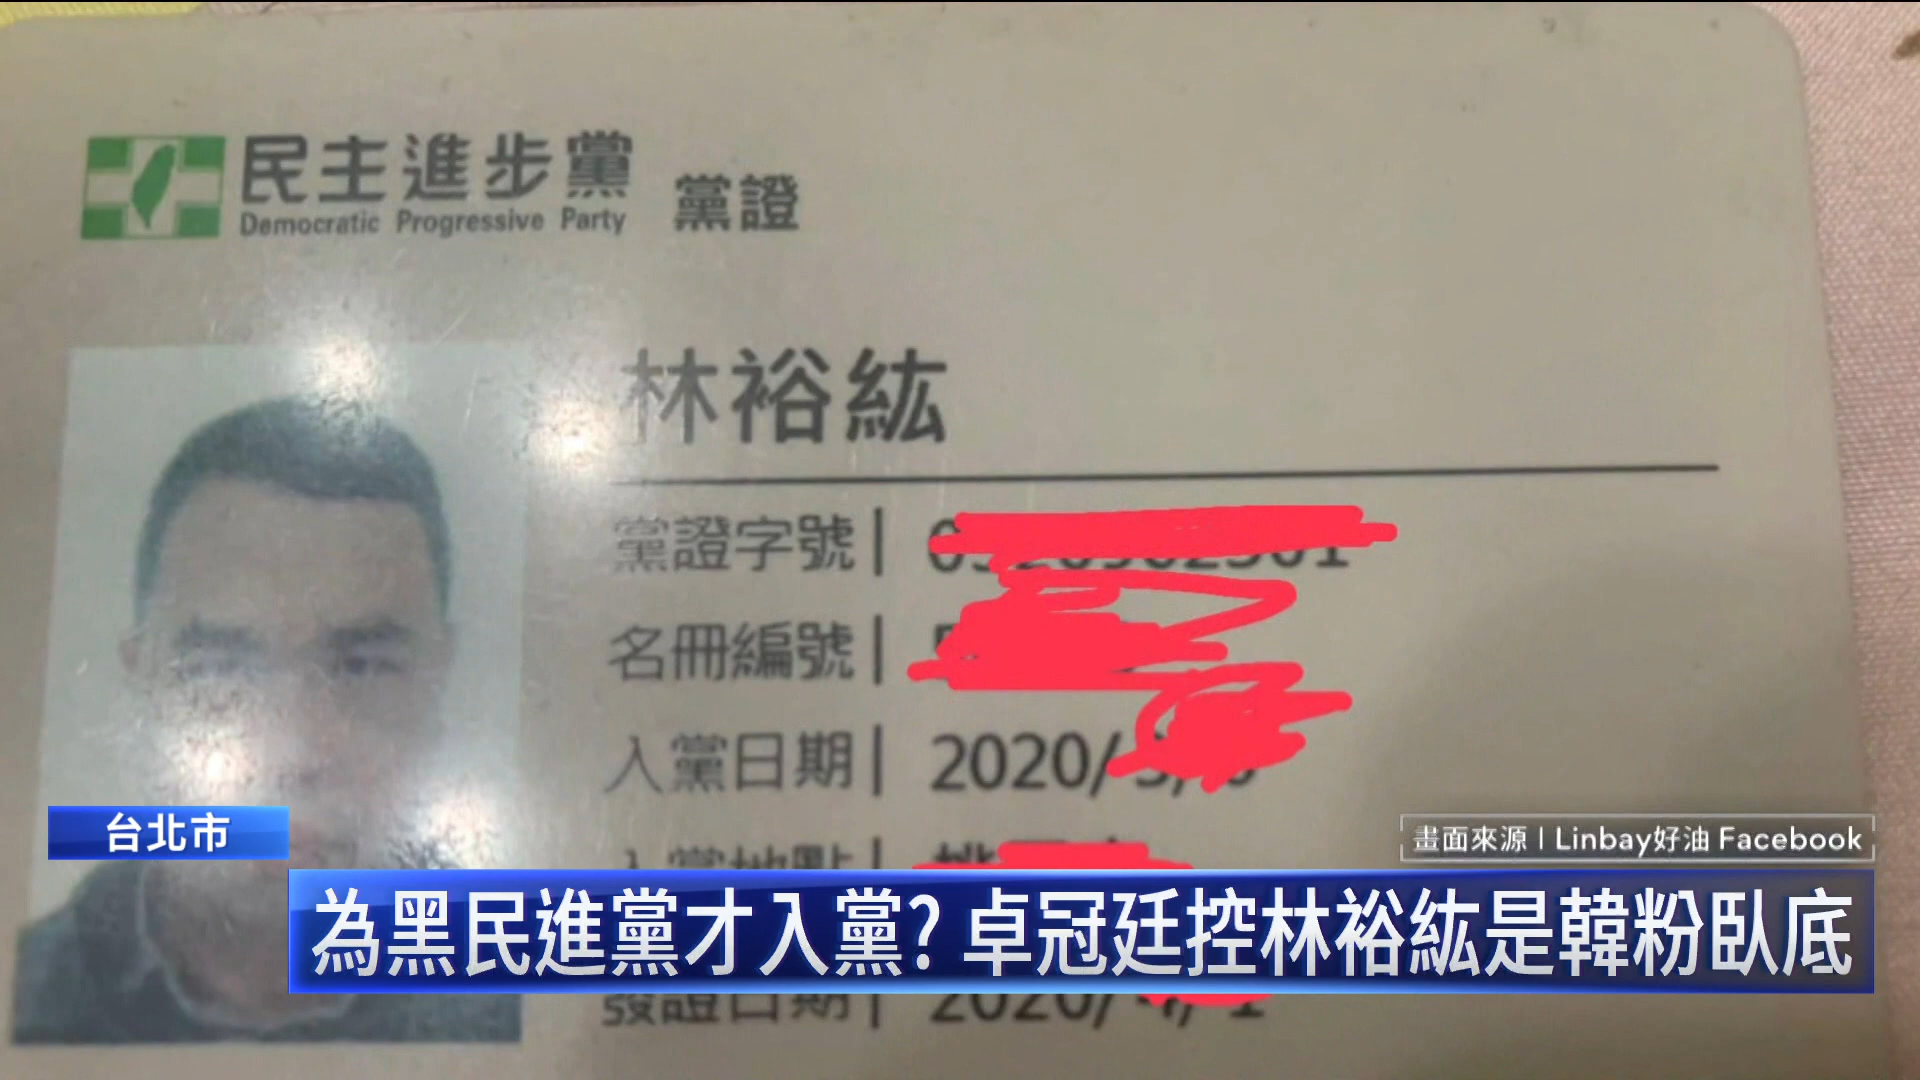 民主進步黨 黨證
Democratic Progressive Party
林裕紘
黨證字號|
名冊編號|
入黨日期| 2020/
台北市
畫面來源 | Linbay好油 Facebook
為黑民進黨才入黨? 卓冠廷控林裕紘是韓粉臥底
發證日期| 2020/